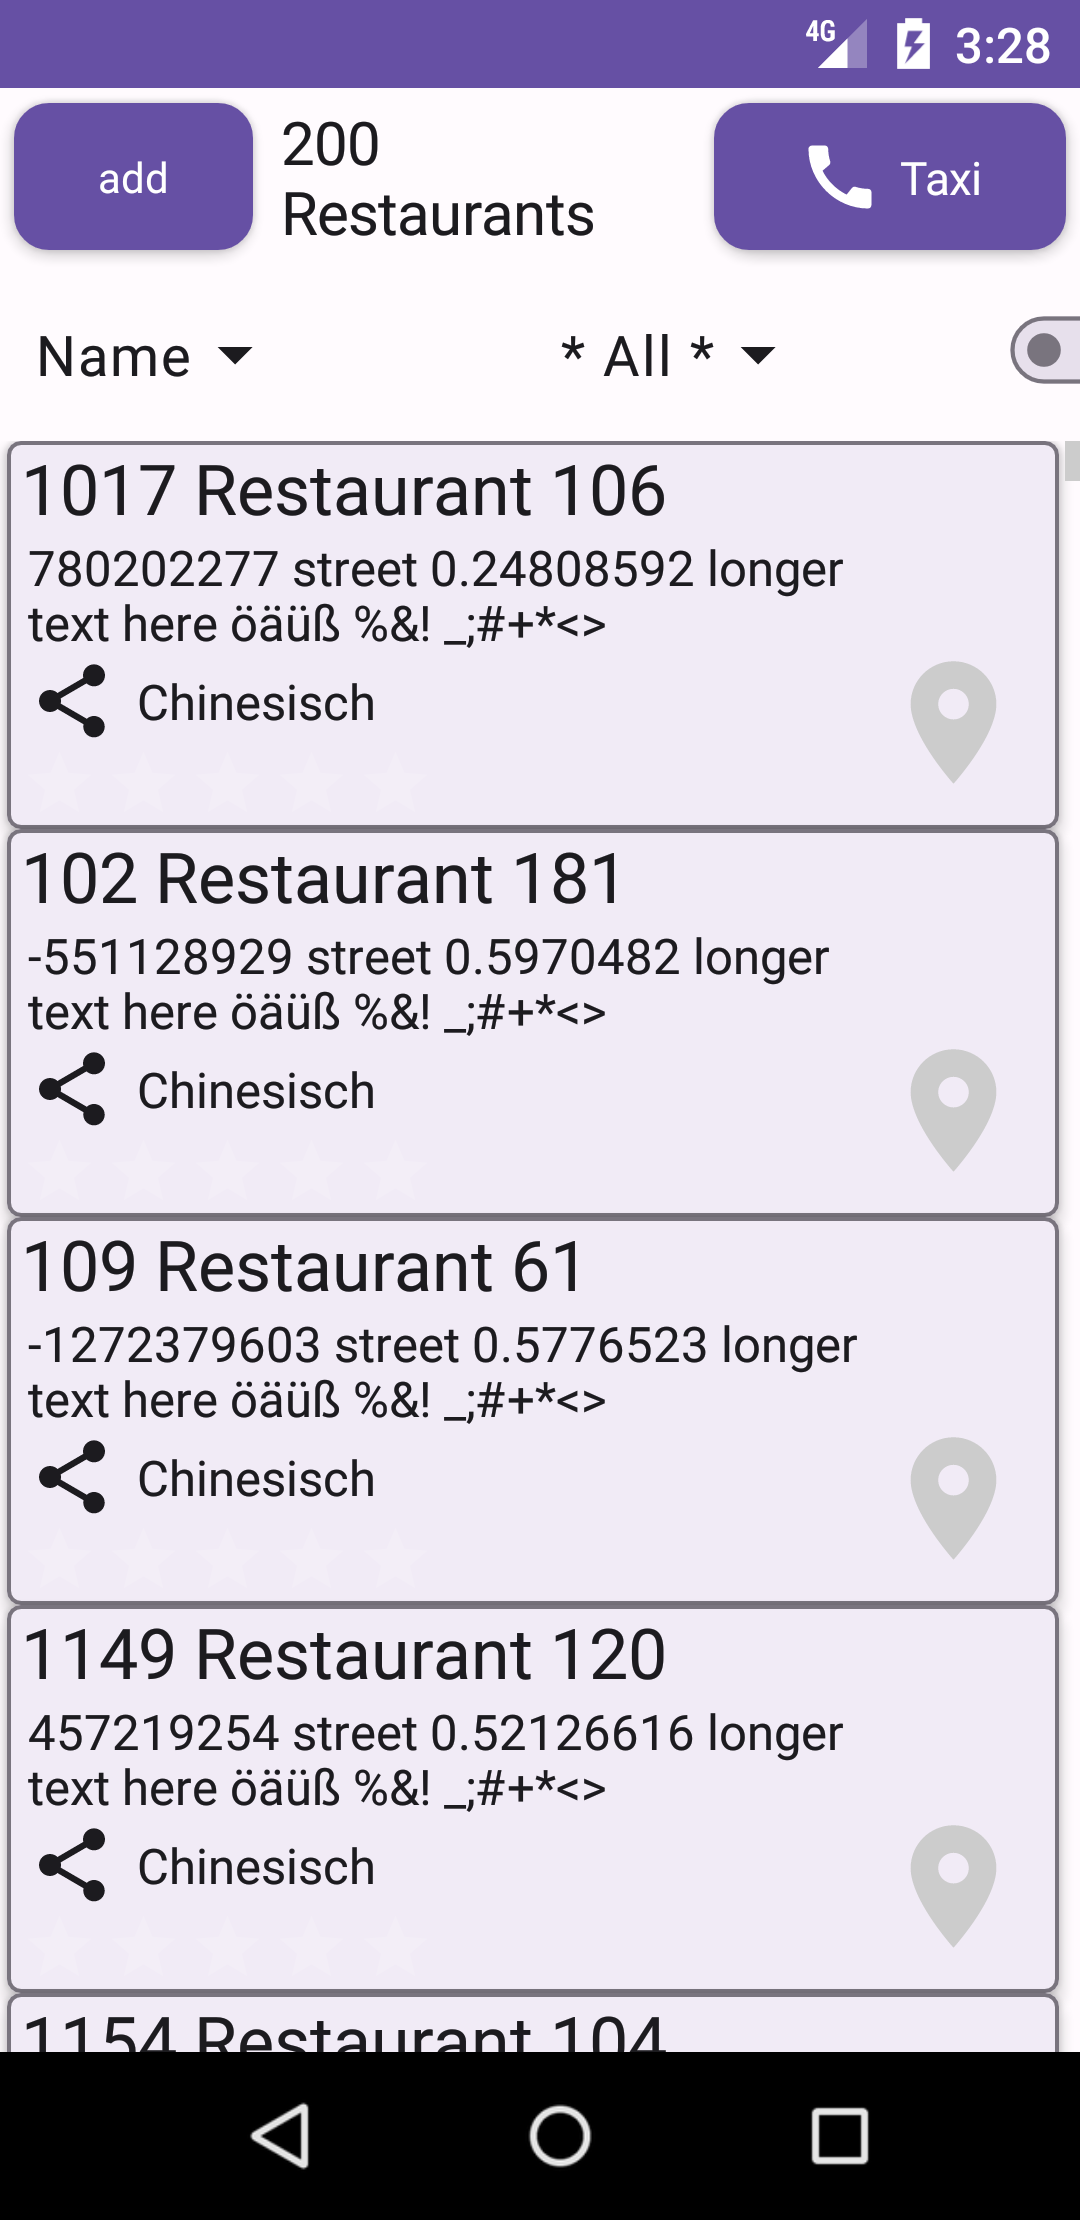 4G 3:28
add
200
Restaurants
Taxi
Name
* All *
1017 Restaurant 106
780202277 street 0.24808592 longer
text here öäüß %&! _;#+*<>
Chinesisch
102 Restaurant 181
-551128929 street 0.5970482 longer
text here öäüß %&! _;#+*<>
Chinesisch
109 Restaurant 61
-1272379603 street 0.5776523 longer
text here öäüß %&! _;#+*<>
Chinesisch
1149 Restaurant 120
457219254 street 0.52126616 longer
text here öäüß %&! _;#+*<>
Chinesisch
1154 Restaurant 104